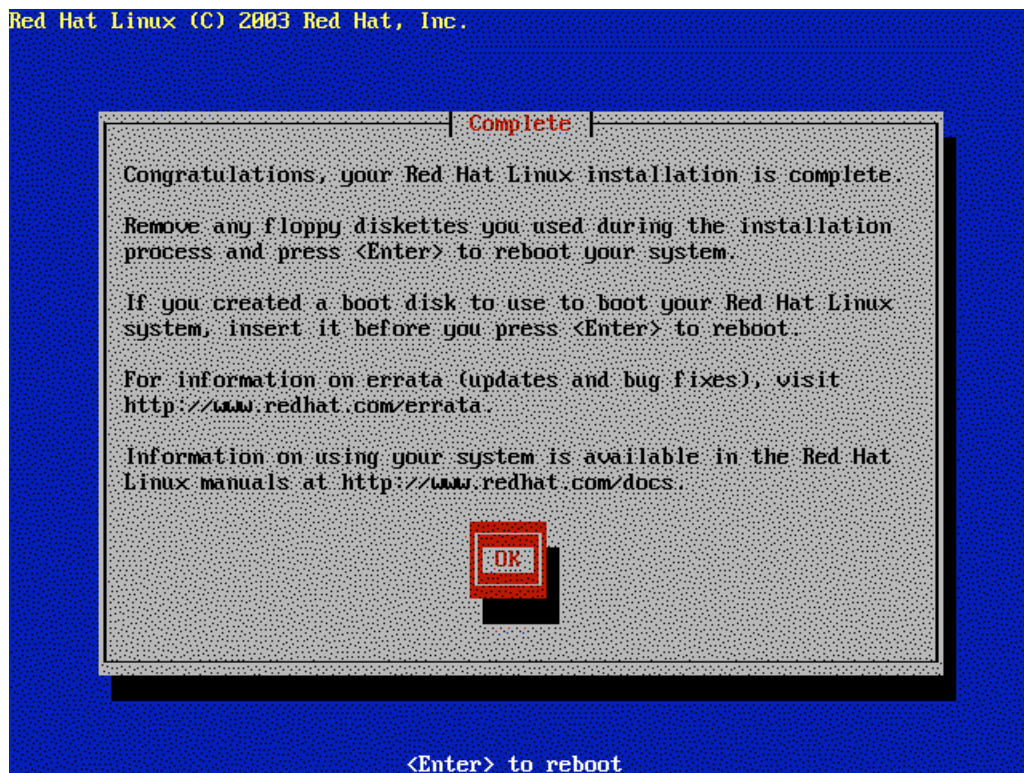 Red Hat Linux (C) 2003 Red Hat, Inc.
Complete
Congratulations, your Red Hat Linux installation is complete.
Remove any floppy diskettes you used during the installation
process and press <Enter> to reboot your system.
If you created a boot disk to use to boot your Red Hat Linux
system, insert it before you press <Enter> to reboot.
For information on errata (updates and bug fixes), visit
http://www.redhat.com/errata.
Information on using your system is available in the Red Hat
Linux manuals at http://www.redhat.com/docs.
OK
<Enter> to reboot